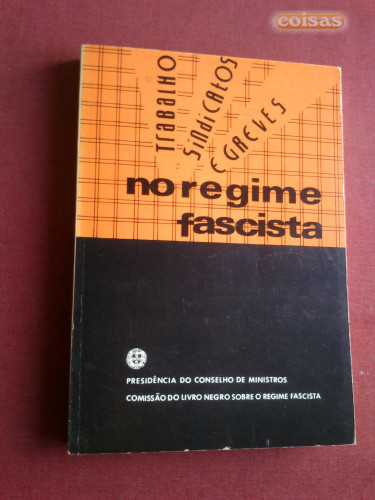 coisas
TRABALHO
SINDICATOS
E GREVES
no regime
fascista
PRESIDÊNCIA DO CONSELHO DE MINISTROS
COMISSÃO DO LIVRO NEGRO SOBRE O REGIME FASCISTA